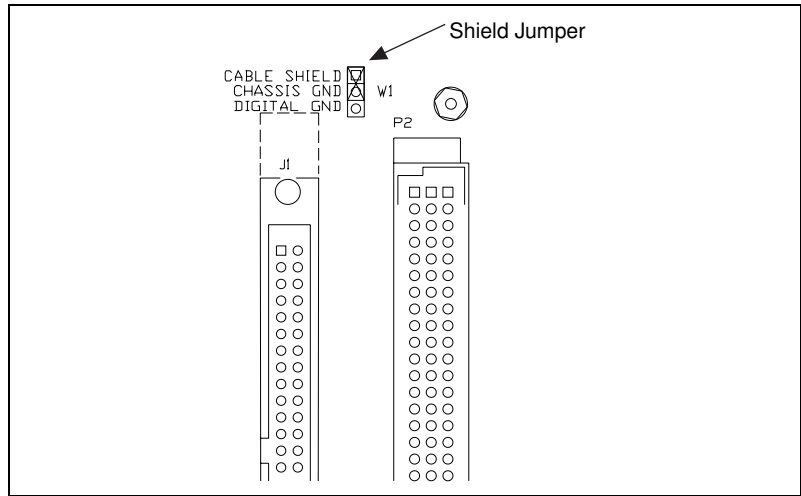 Shield Jumper
CABLE SHIELD
CHASSIS GND W1
DIGITAL GND
P2
J1